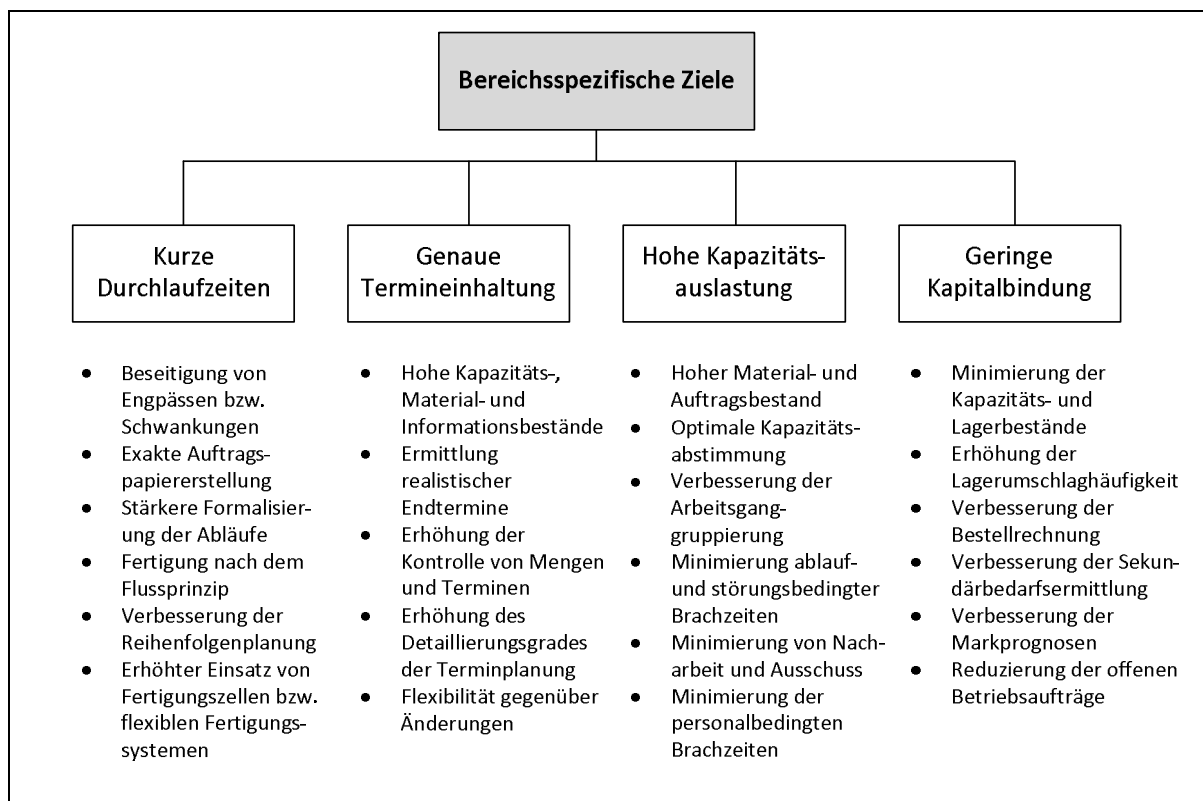 Bereichsspezifische Ziele
Kurze
Durchlaufzeiten
Genaue
Termineinhaltung
Hohe Kapazitäts-
auslastung
Geringe
Kapitalbindung
● Beseitigung von
Engpässen bzw.
Schwankungen
● Exakte Auftrags-
papiererstellung
● Stärkere Formalisier-
ung der Abläufe
● Fertigung nach dem
Flussprinzip
● Verbesserung der
Reihenfolgenplanung
● Erhöhter Einsatz von
Fertigungszellen bzw.
flexiblen Fertigungs-
systemen
● Hohe Kapazitäts-,
Material- und
Informationsbestände
● Ermittlung
realistischer
Endtermine
● Erhöhung der
Kontrolle von Mengen
und Terminen
● Erhöhung des
Detaillierungsgrades
der Terminplanung
● Flexibilität gegenüber
Änderungen
● Hoher Material- und
Auftragsbestand
● Optimale Kapazitäts-
abstimmung
● Verbesserung der
Arbeitsgang-
gruppierung
● Minimierung ablauf-
und störungsbedingter
Brachzeiten
● Minimierung von Nach-
arbeit und Ausschuss
● Minimierung der
personalbedingten
Brachzeiten
● Minimierung der
Kapazitäts- und
Lagerbestände
● Erhöhung der
Lagerumschlaghäufigkeit
● Verbesserung der
Bestellrechnung
● Verbesserung der Sekun-
därbedarfsermittlung
● Verbesserung der
Markprognosen
● Reduzierung der offenen
Betriebsaufträge